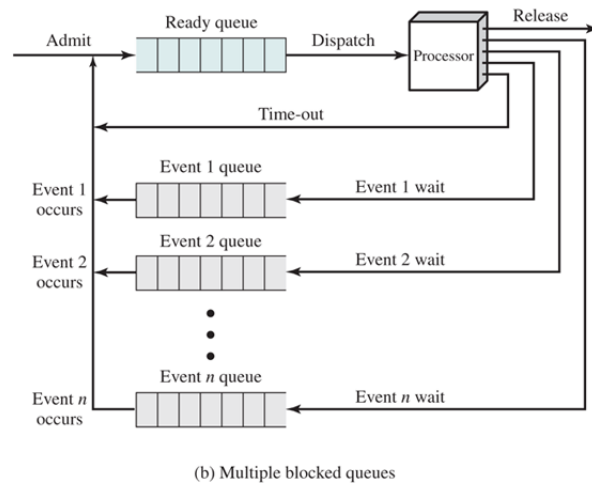 Ready queue
Release
Admit
Dispatch
Processor
Time-out
Event 1 queue
Event 1
occurs
Event 1 wait
Event 2 queue
Event 2
occurs
Event 2 wait
Event n queue
Event n
occurs
Event n wait
(b) Multiple blocked queues